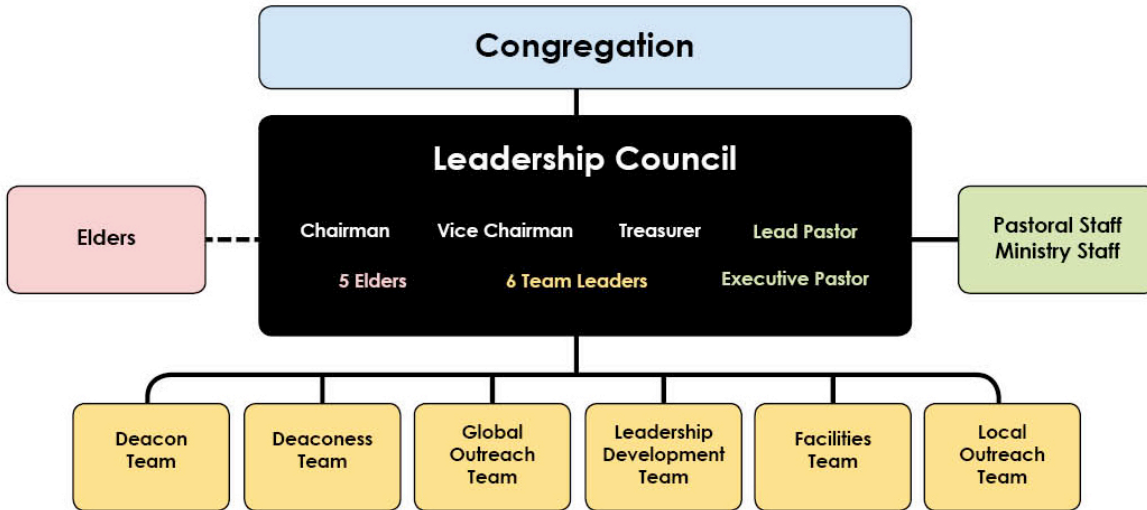 Congregation
Leadership Council
Elders
Chairman Vice Chairman Treasurer Lead Pastor
5 Elders 6 Team Leaders Executive Pastor
Pastoral Staff
Ministry Staff
Deacon
Team
Deaconess
Team
Global
Outreach
Team
Leadership
Development
Team
Facilities
Team
Local
Outreach
Team